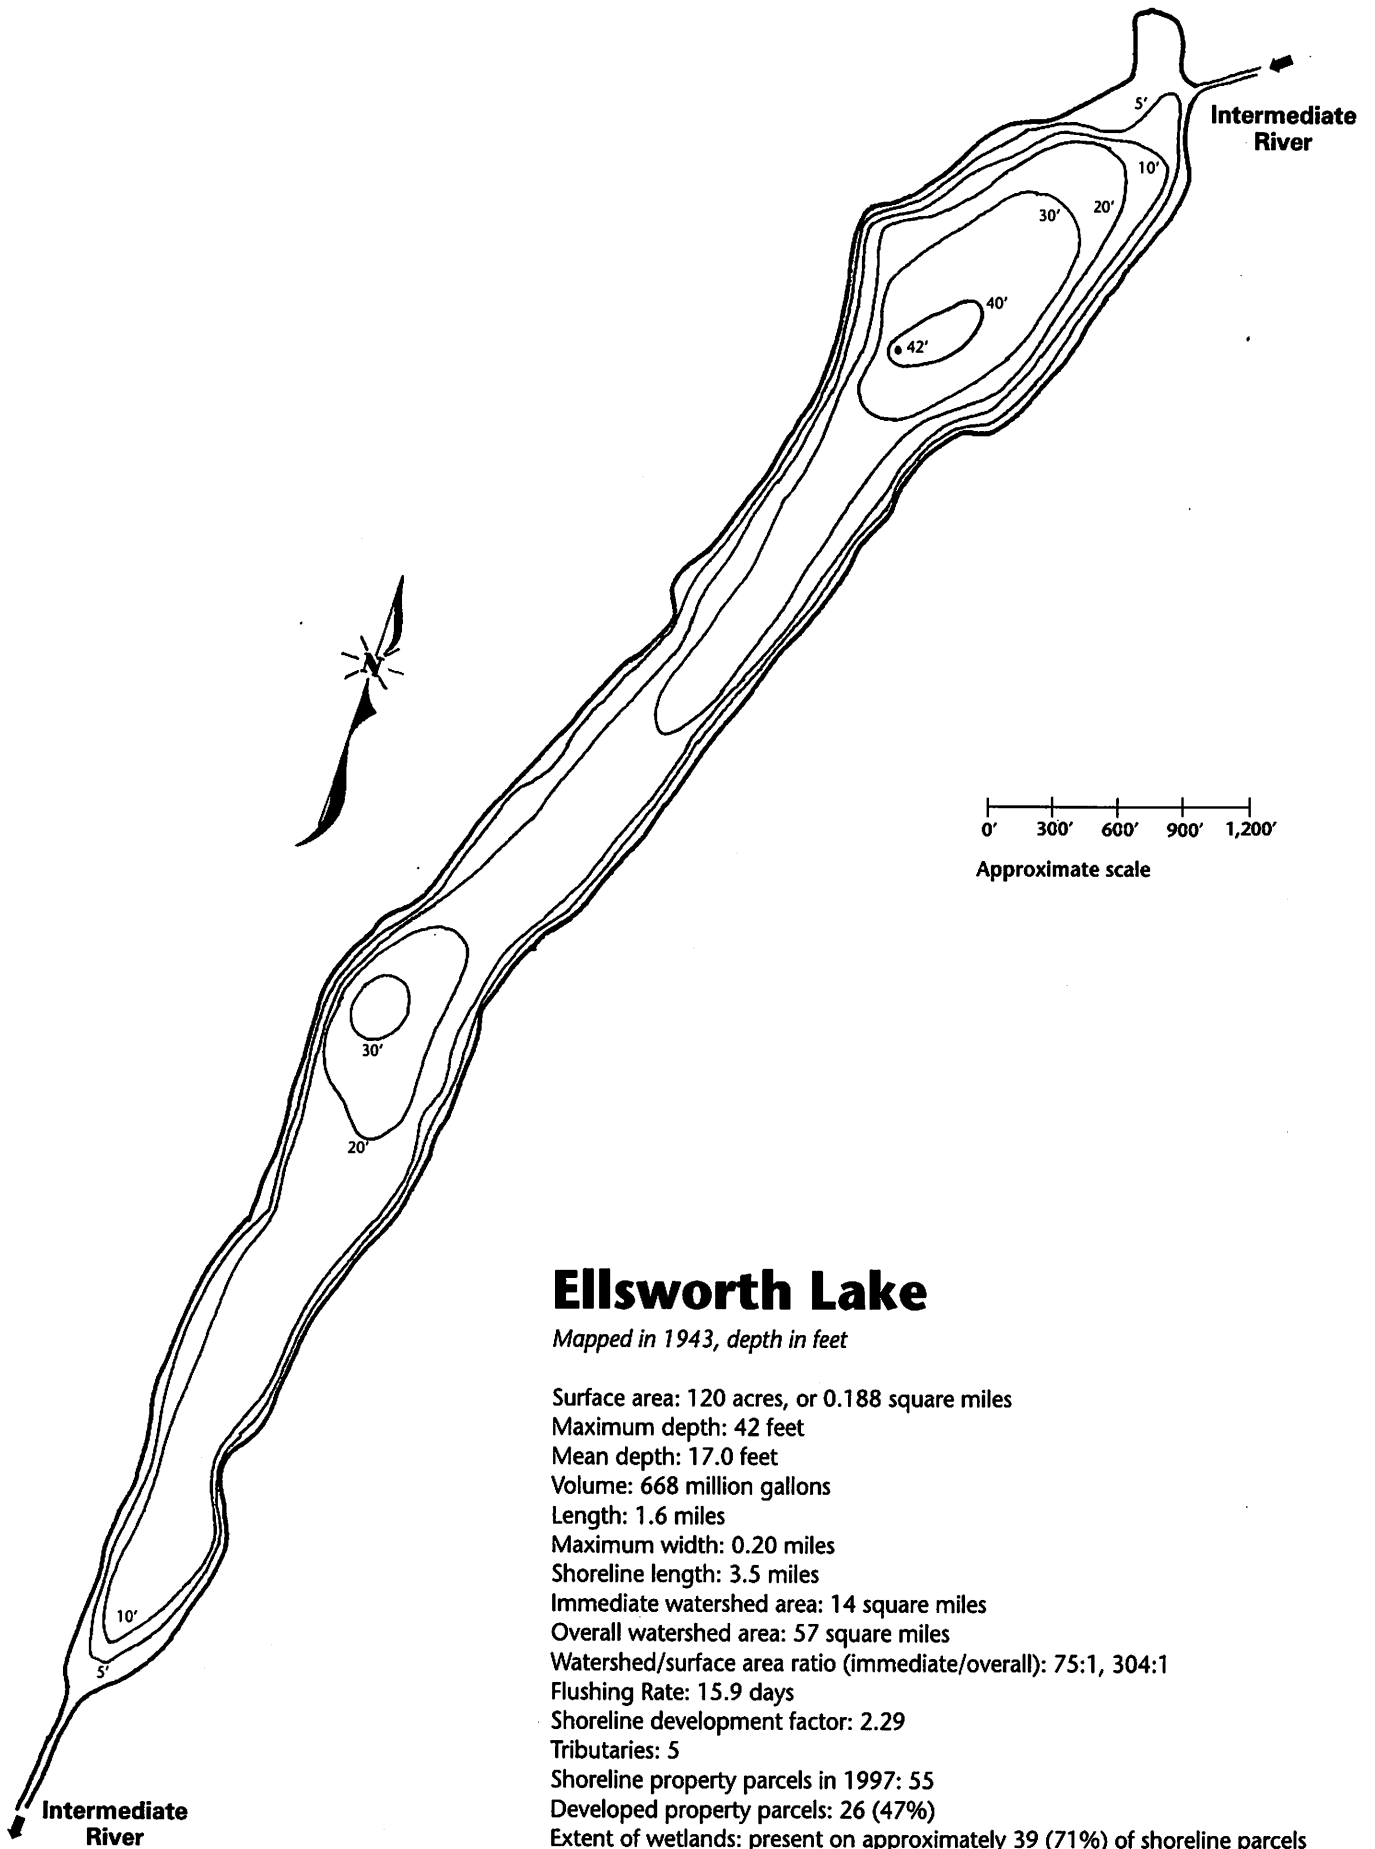 5'
Intermediate
River
10'
20'
30'
40'
42'
N
0' 300' 600' 900' 1,200'
Approximate scale
30'
20'
Ellsworth Lake
Mapped in 1943, depth in feet
Surface area: 120 acres, or 0.188 square miles
Maximum depth: 42 feet
Mean depth: 17.0 feet
Volume: 668 million gallons
Length: 1.6 miles
Maximum width: 0.20 miles
Shoreline length: 3.5 miles
Immediate watershed area: 14 square miles
Overall watershed area: 57 square miles
Watershed/surface area ratio (immediate/overall): 75:1, 304:1
Flushing Rate: 15.9 days
Shoreline development factor: 2.29
Tributaries: 5
Shoreline property parcels in 1997: 55
Developed property parcels: 26 (47%)
Extent of wetlands: present on approximately 39 (71%) of shoreline parcels
10'
5'
Intermediate
River